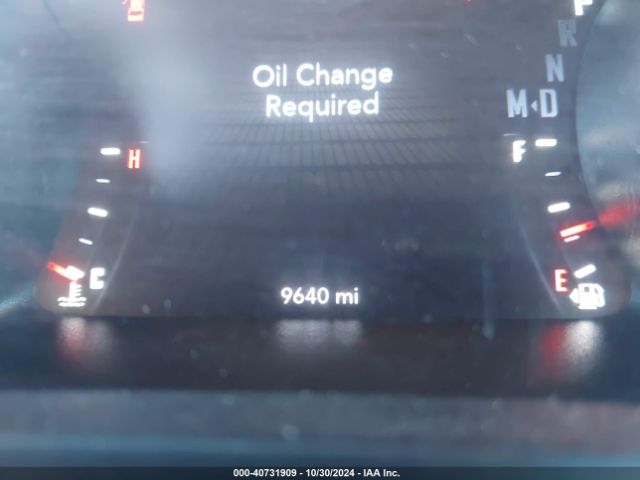 P
R
N
M D
Oil Change
Required
H
F
C
E
9640 mi
000-40731909 - 10/30/2024 - IAA Inc.